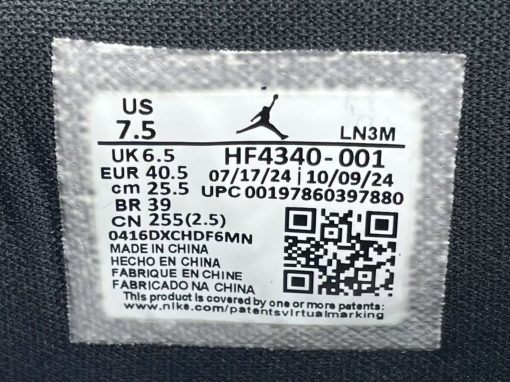 US
7.5
LN3M
UK 6.5
HF4340-001
EUR 40.5
07/17/24 | 10/09/24
cm 25.5
UPC 00197860397880
BR 39
CN 255(2.5)
0416DXCHDF6MN
MADE IN CHINA
HECHO EN CHINA
FABRIQUE EN CHINE
FABRICADO NA CHINA
This product is covered by one or more patents:
www.nike.com/patentsvirtualmarking